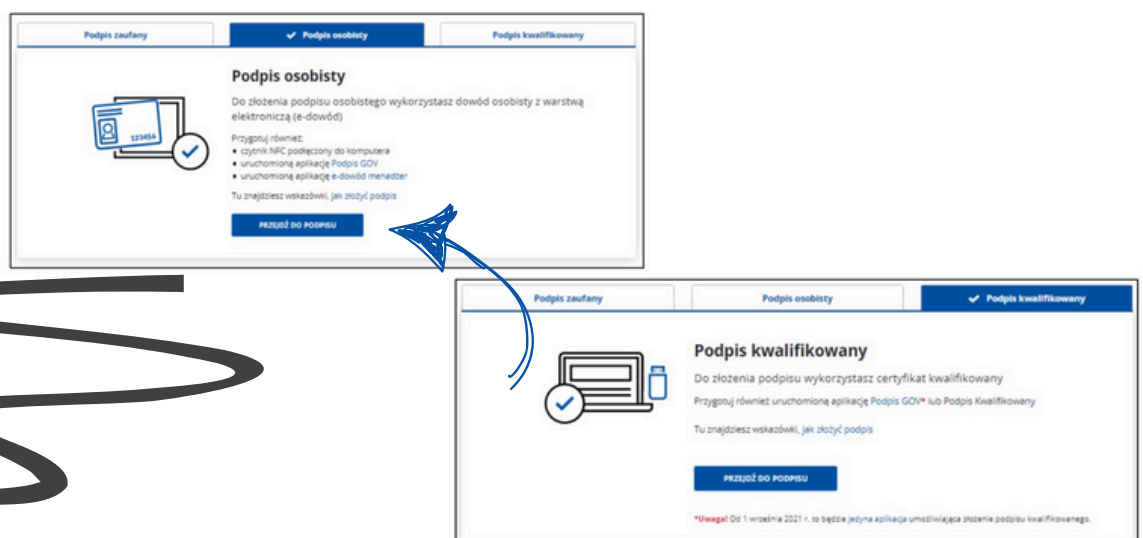 Podpis zaufany
Podpis osobisty
Podpis kwalifikowany
Podpis osobisty
Do złożenia podpisu osobistego wykorzystasz dowód osobisty z warstwą
elektroniczą (e-dowód)
123456
Przygotuj również:
• czytnik NFC podłączony do komputera
• uruchomioną aplikację Podpis GOV
• uruchomioną aplikację e-dowód menadżer
Tu znajdziesz wskazówki, jak złożyć podpis
PRZEJDŹ DO PODPISU
Podpis zaufany
Podpis osobisty
Podpis kwalifikowany
Podpis kwalifikowany
Do złożenia podpisu wykorzystasz certyfikat kwalifikowany
Przygotuj również uruchomioną aplikację Podpis GOV* lub Podpis Kwalifikowany
Tu znajdziesz wskazówki, jak złożyć podpis
PRZEJDŹ DO PODPISU
*Uwaga! Od 1 września 2021 r. to będzie jedyna aplikacja umożliwiająca złożenie podpisu kwalifikowanego.